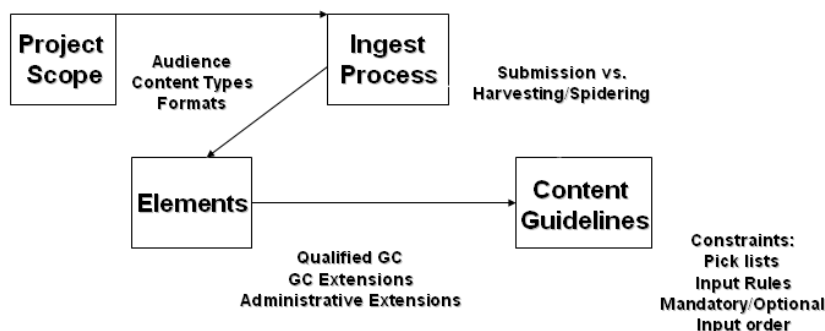 Project
Scope
Audience
Content Types
Formats
Ingest
Process
Submission vs.
Harvesting/Spidering
Elements
Qualified GC
GC Extensions
Administrative Extensions
Content
Guidelines
Constraints:
Pick lists
Input Rules
Mandatory/Optional
Input order